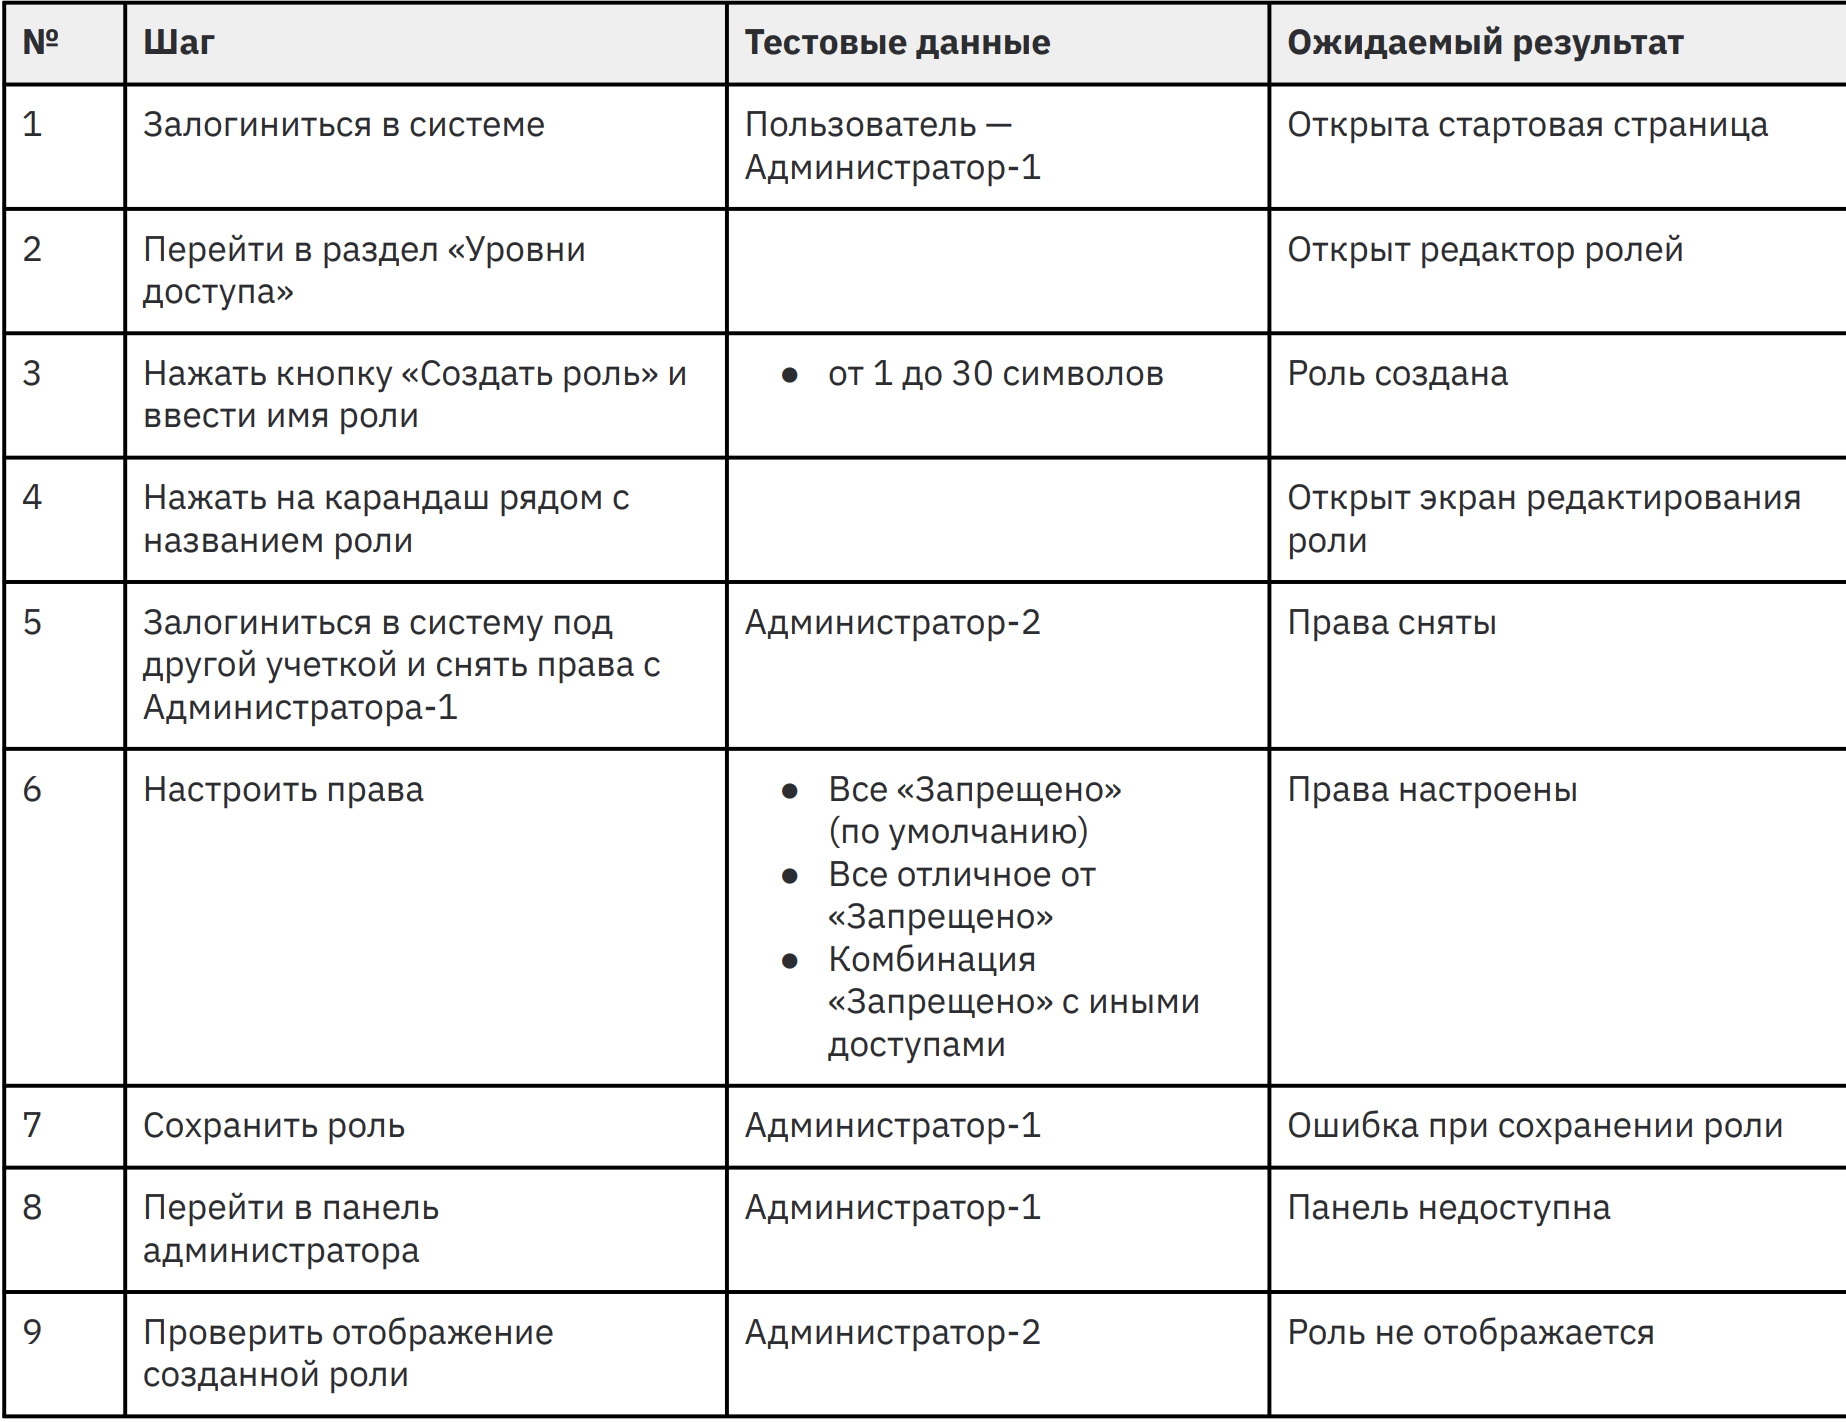 № Шаг Тестовые данные Ожидаемый результат
1 Залогиниться в системе Пользователь — Открыта стартовая страница
Администратор-1
2 Перейти в раздел «Уровни Открыт редактор ролей
доступа»
3 Нажать кнопку «Создать роль» и ● от 1 до 30 символов Роль создана
ввести имя роли
4 Нажать на карандаш рядом с Открыт экран редактирования
названием роли роли
5 Залогиниться в систему под Администратор-2 Права сняты
другой учеткой и снять права с
Администратора-1
6 Настроить права ● Все «Запрещено» Права настроены
(по умолчанию)
● Все отличное от
«Запрещено»
● Комбинация
«Запрещено» с иными
доступами
7 Сохранить роль Администратор-1 Ошибка при сохранении роли
8 Перейти в панель Администратор-1 Панель недоступна
администратора
9 Проверить отображение Администратор-2 Роль не отображается
созданной роли